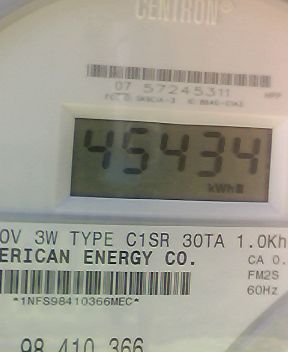 CENTRON®
07 57245311
45434
kWh
0V 3W TYPE C1SR 30TA 1.0Kh
ERICAN ENERGY CO.
CA 0.
FM2S
60Hz
*1NFS98410366MEC*
98 410 366